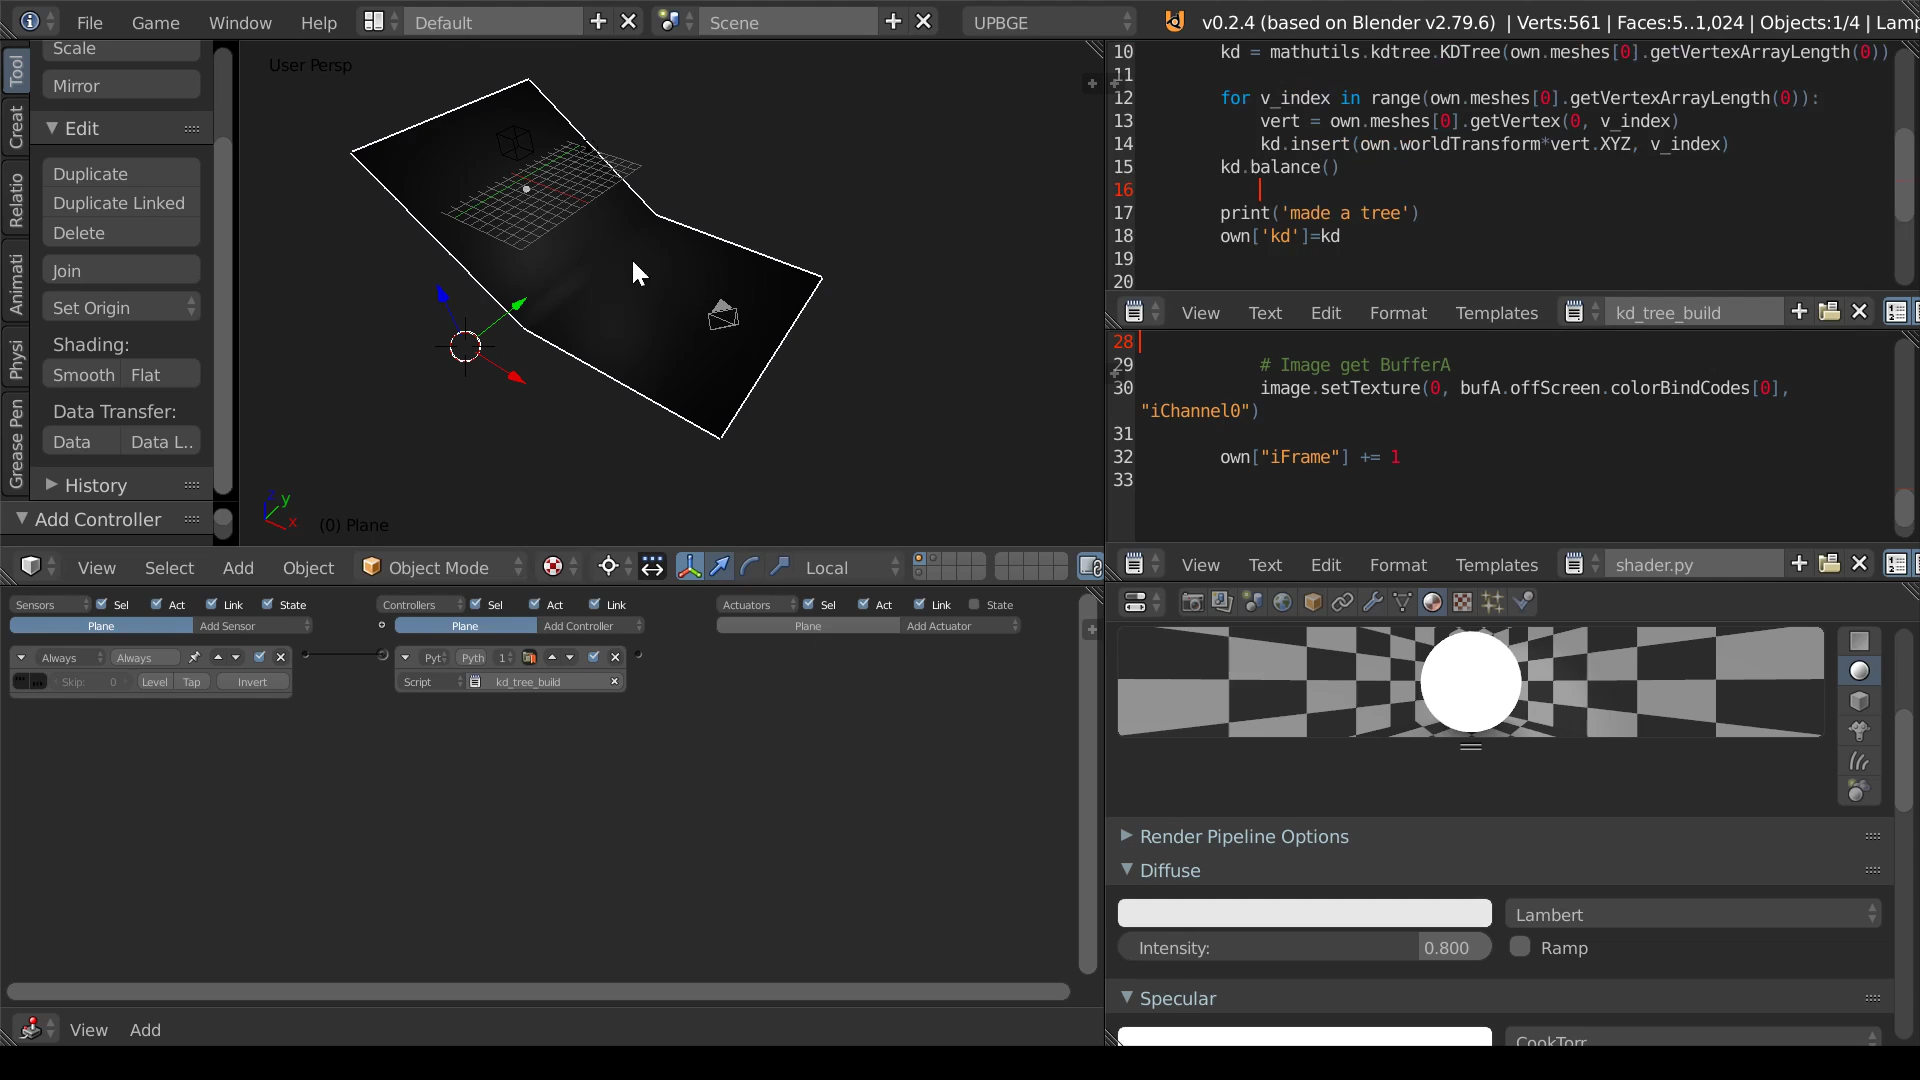 File Game Window Help Default Scene UPBGE v0.2.4 (based on Blender v2.79.6) | Verts:561 | Faces:5..1,024 | Objects:1/4 | Lamp
Tool
Creat
Relatio
Animati
Physi
Grease Pen
Scale
Mirror
Edit
Duplicate
Duplicate Linked
Delete
Join
Set Origin
Shading:
Smooth Flat
Data Transfer:
Data Data L..
History
Add Controller
User Persp
z
y
x
(0) Plane
10 kd = mathutils.kdtree.KDTree(own.meshes[0].getVertexArrayLength(0))
11
12 for v_index in range(own.meshes[0].getVertexArrayLength(0)):
13 vert = own.meshes[0].getVertex(0, v_index)
14 kd.insert(own.worldTransform*vert.XYZ, v_index)
15 kd.balance()
16
17 print('made a tree')
18 own['kd']=kd
19
20
View Text Edit Format Templates kd_tree_build
28
29 # Image get BufferA
30 image.setTexture(0, bufA.offScreen.colorBindCodes[0],
"iChannel0")
31
32 own["iFrame"] += 1
33
View Text Edit Format Templates shader.py
View Select Add Object Object Mode Local
Sensors Sel Act Link State Controllers Sel Act Link Actuators Sel Act Link State
Plane Add Sensor Plane Add Controller Plane Add Actuator
Always Always Pyt Pyth 1
Skip: 0 Level Tap Invert Script kd_tree_build
View Add
Render Pipeline Options
Diffuse
Lambert
Intensity: 0.800 Ramp
Specular
CookTorr